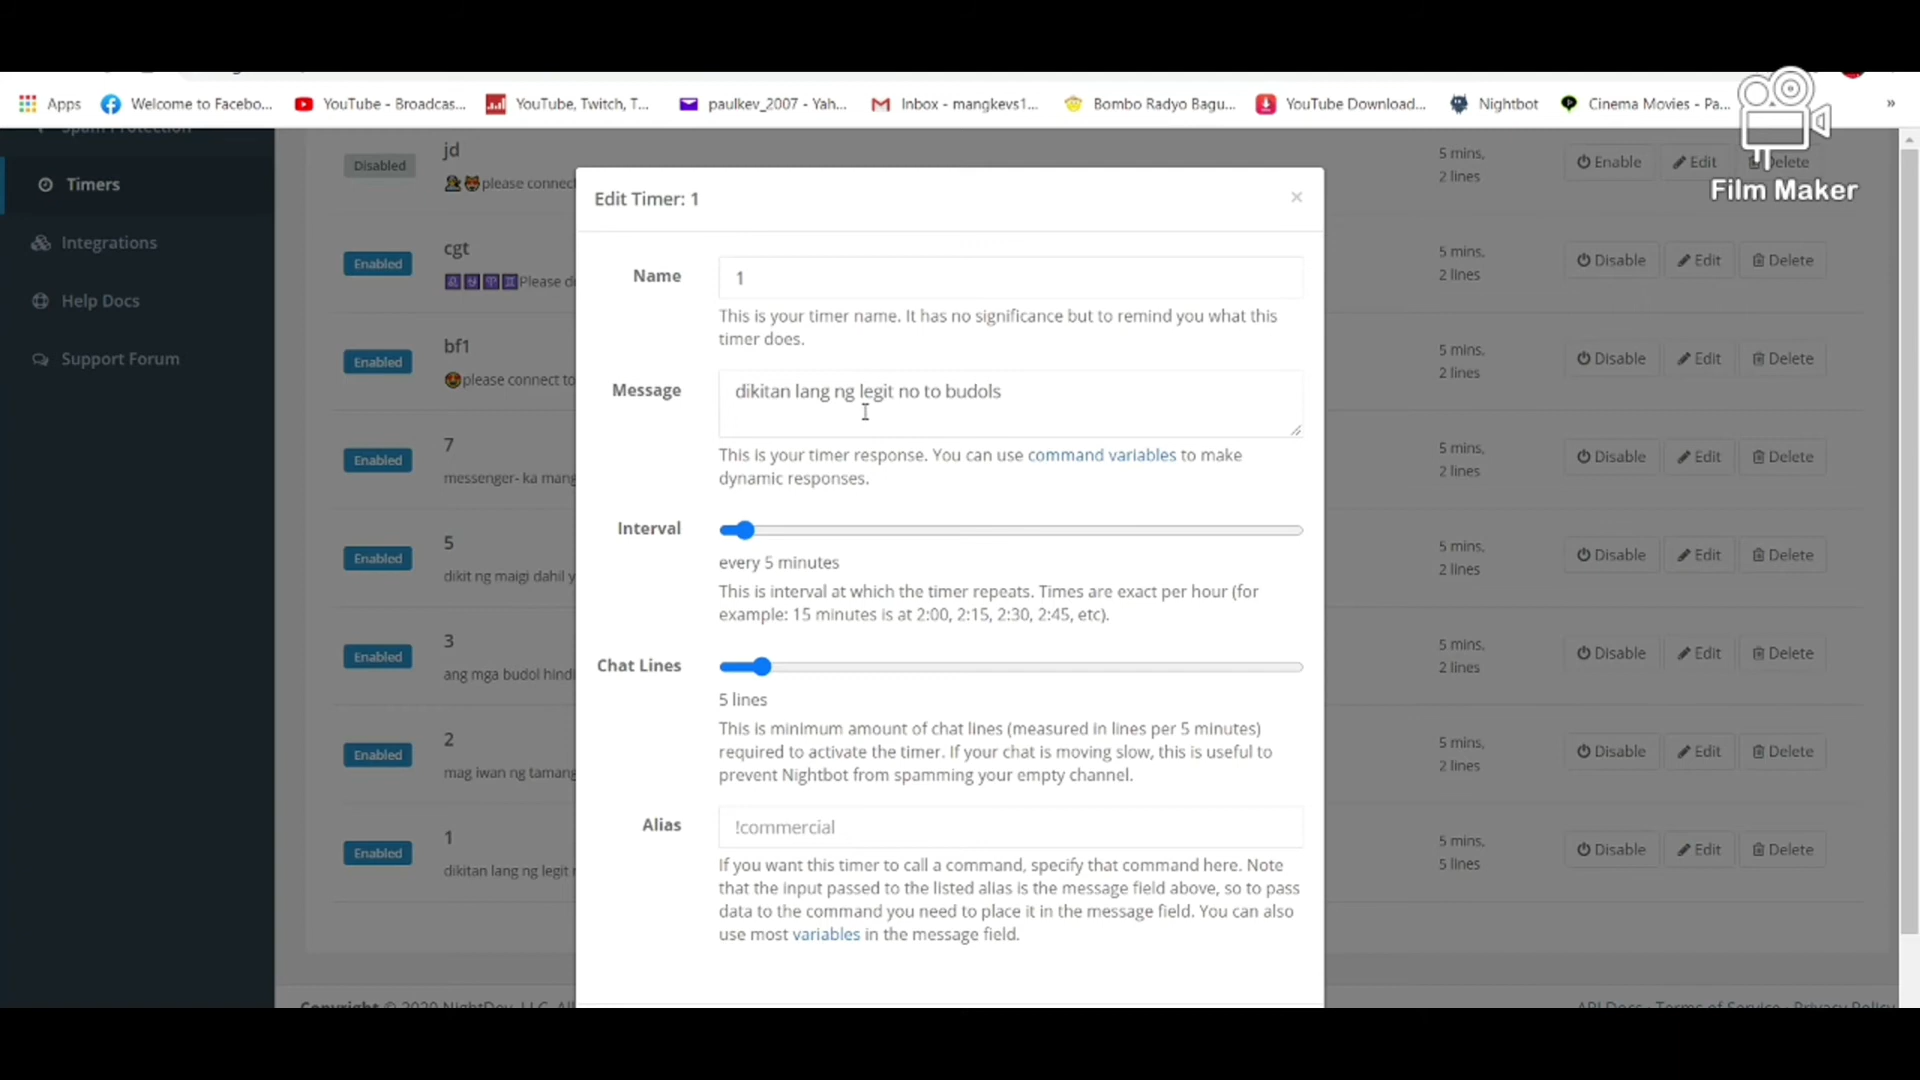 Apps
Welcome to Facebo...
YouTube - Broadcas...
YouTube, Twitch, T...
paulkev_2007 - Yah...
Inbox - mangkevs1...
Bombo Radyo Bagu...
YouTube Download...
Nightbot
Cinema Movies - Pa...
»
Film Maker
Spam Protection
Timers
Integrations
Help Docs
Support Forum
Disabled
jd
please connect
5 mins,
2 lines
Enable
Edit
Delete
Enabled
cgt
Please d
5 mins,
2 lines
Disable
Edit
Delete
Enabled
bf1
please connect to
5 mins,
2 lines
Disable
Edit
Delete
Enabled
7
messenger- ka mang
5 mins,
2 lines
Disable
Edit
Delete
Enabled
5
dikit ng maigi dahil y
5 mins,
2 lines
Disable
Edit
Delete
Enabled
3
ang mga budol hindi
5 mins,
2 lines
Disable
Edit
Delete
Enabled
2
mag iwan ng tamang
5 mins,
2 lines
Disable
Edit
Delete
Enabled
1
dikitan lang ng legit
5 mins,
5 lines
Disable
Edit
Delete
Edit Timer: 1
×
Name
1
This is your timer name. It has no significance but to remind you what this
timer does.
Message
dikitan lang ng legit no to budols
This is your timer response. You can use command variables to make
dynamic responses.
Interval
every 5 minutes
This is interval at which the timer repeats. Times are exact per hour (for
example: 15 minutes is at 2:00, 2:15, 2:30, 2:45, etc).
Chat Lines
5 lines
This is minimum amount of chat lines (measured in lines per 5 minutes)
required to activate the timer. If your chat is moving slow, this is useful to
prevent Nightbot from spamming your empty channel.
Alias
!commercial
If you want this timer to call a command, specify that command here. Note
that the input passed to the listed alias is the message field above, so to pass
data to the command you need to place it in the message field. You can also
use most variables in the message field.
Copyright © 2020 NightDev, LLC. All
API Docs · Terms of Service · Privacy Policy